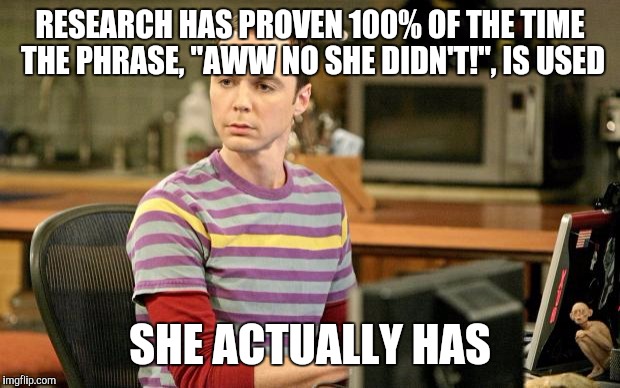 RESEARCH HAS PROVEN 100% OF THE TIME
THE PHRASE, "AWW NO SHE DIDN'T!", IS USED
SHE ACTUALLY HAS
imgflip.com